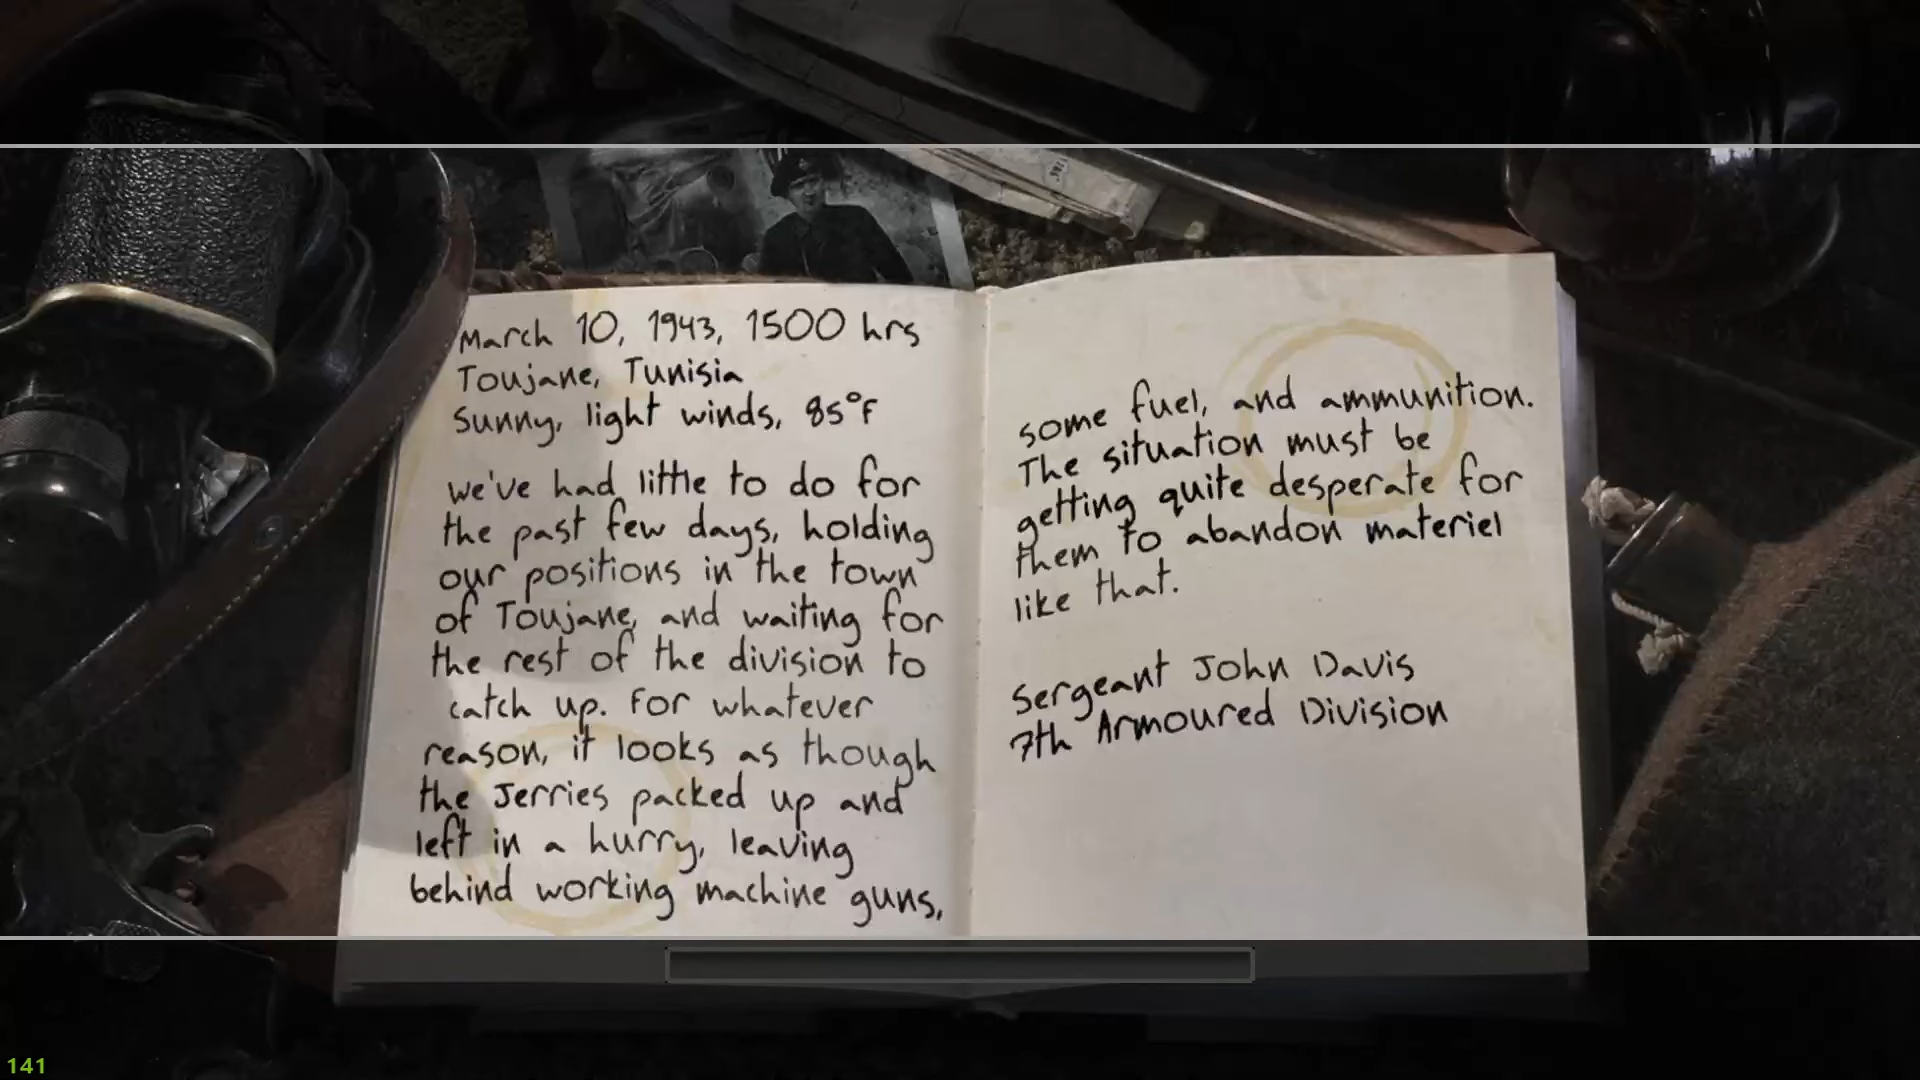 March 10, 1943, 1500 hrs
Toujane, Tunisia
Sunny, light winds, 85°F
We've had little to do for
the past few days, holding
our positions in the town
of Toujane, and waiting for
the rest of the division to
catch up. For whatever
reason, it looks as though
the Jerries packed up and
left in a hurry, leaving
behind working machine guns,
some fuel, and ammunition.
The situation must be
getting quite desperate for
them to abandon materiel
like that.
Sergeant John Davis
7th Armoured Division
141